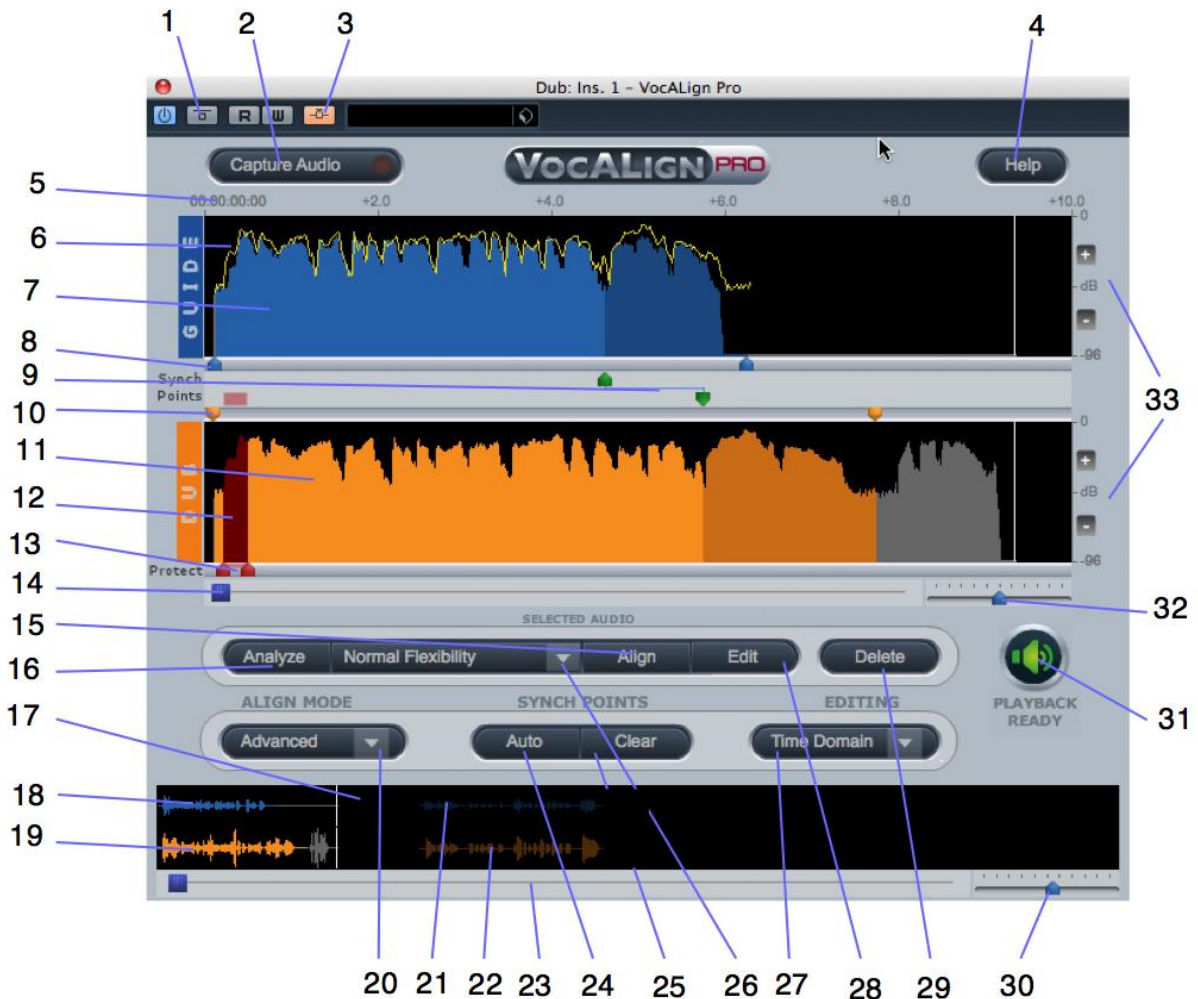 1 2 3 4
Dub: Ins. 1 – VocALign Pro
R W
Capture Audio
VOCALIGN PRO
Help
5
00:00:00:00 +2.0 +4.0 +6.0 +8.0 +10.0
GUIDE
0
+
dB
-
-96
6
7
8
9
Synch
Points
10
11
12
13
DUB
0
+
dB
-
-96
33
Protect
14
32
15
SELECTED AUDIO
16
Analyze Normal Flexibility Align Edit Delete
17
ALIGN MODE SYNCH POINTS EDITING
PLAYBACK
READY
31
Advanced Auto Clear Time Domain
18
19
20 21 22 23 24 25 26 27 28 29 30